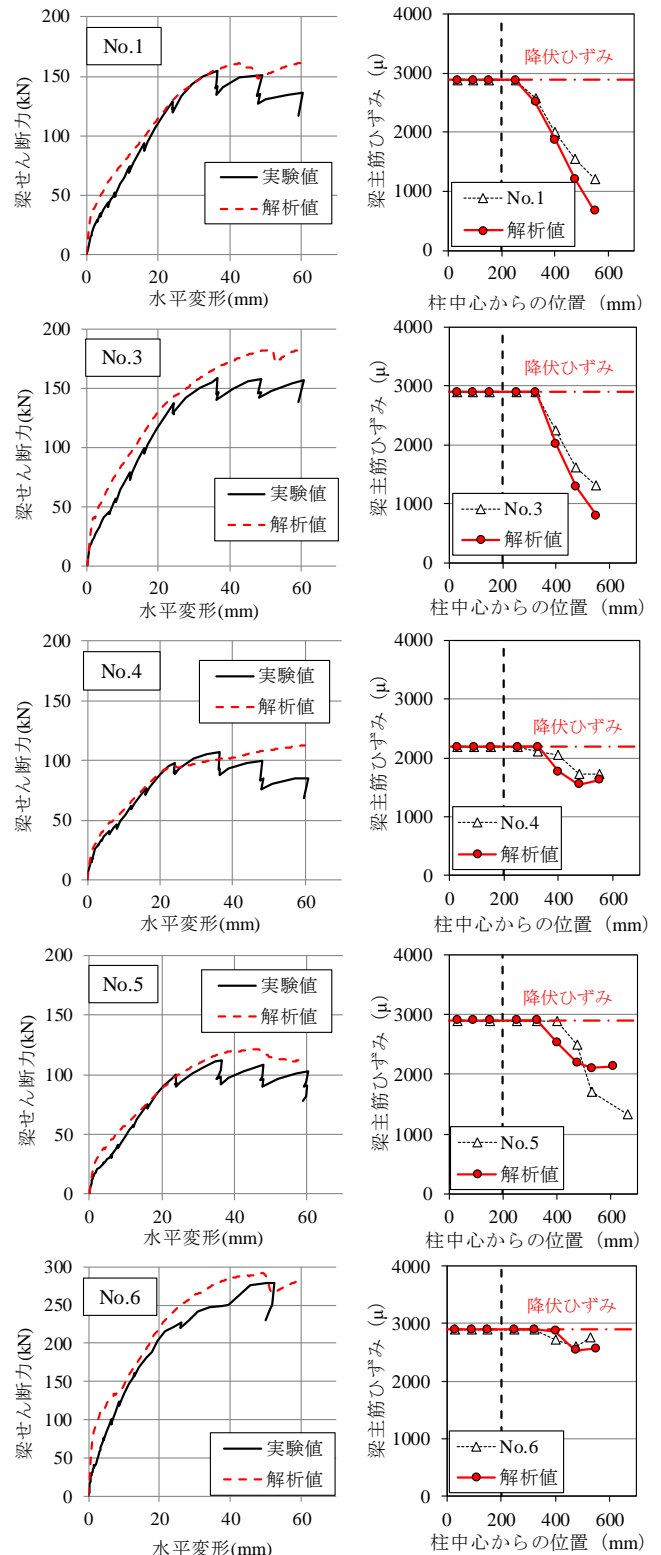 No.1
200
150
100
50
0
0
20
40
60
梁せん断力(kN)
水平変形(mm)
実験値
解析値
4000
3000
2000
1000
0
0
200
400
600
梁主筋ひずみ（μ）
降伏ひずみ
No.1
解析値
柱中心からの位置（mm）
No.3
200
150
100
50
0
0
20
40
60
梁せん断力(kN)
水平変形(mm)
実験値
解析値
4000
3000
2000
1000
0
0
200
400
600
梁主筋ひずみ（μ）
降伏ひずみ
No.3
解析値
柱中心からの位置（mm）
No.4
200
150
100
50
0
0
20
40
60
梁せん断力(kN)
水平変形(mm)
実験値
解析値
4000
3000
2000
1000
0
0
200
400
600
梁主筋ひずみ（μ）
降伏ひずみ
No.4
解析値
柱中心からの位置（mm）
No.5
200
150
100
50
0
0
20
40
60
梁せん断力(kN)
水平変形(mm)
実験値
解析値
4000
3000
2000
1000
0
0
200
400
600
梁主筋ひずみ（μ）
降伏ひずみ
No.5
解析値
柱中心からの位置（mm）
No.6
300
250
200
150
100
50
0
0
20
40
60
梁せん断力(kN)
水平変形(mm)
実験値
解析値
4000
3000
2000
1000
0
0
200
400
600
梁主筋ひずみ（μ）
降伏ひずみ
No.6
解析値
柱中心からの位置（mm）